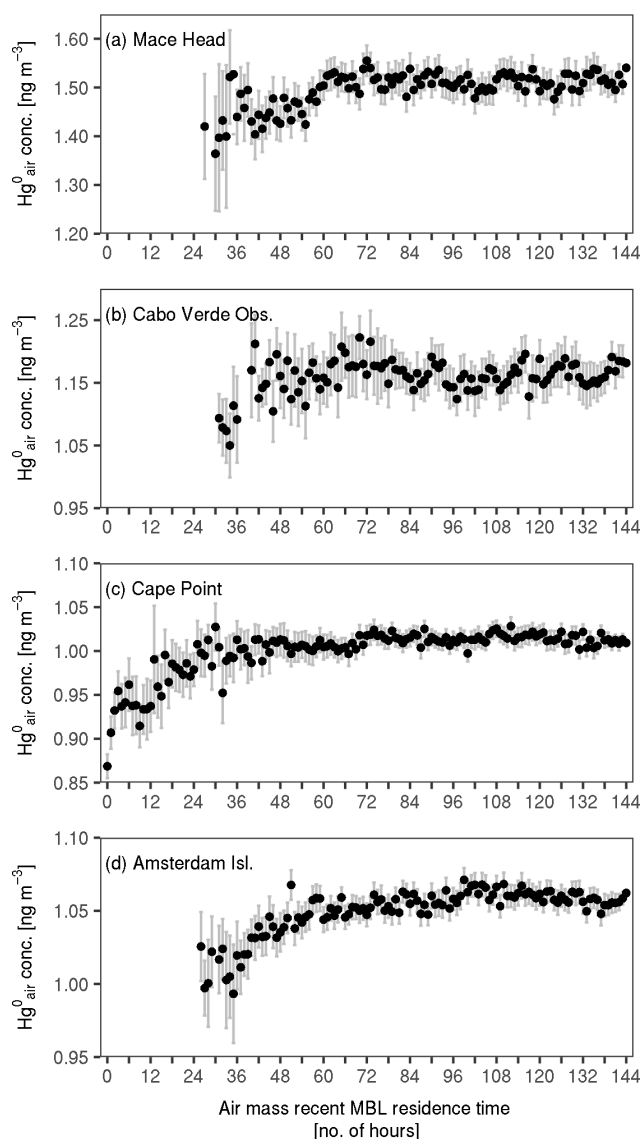 (a) Mace Head
Hg⁰air conc. [ng m⁻³]
1.60
1.50
1.40
1.30
1.20
0 12 24 36 48 60 72 84 96 108 120 132 144
(b) Cabo Verde Obs.
Hg⁰air conc. [ng m⁻³]
1.25
1.15
1.05
0.95
0 12 24 36 48 60 72 84 96 108 120 132 144
(c) Cape Point
Hg⁰air conc. [ng m⁻³]
1.10
1.05
1.00
0.95
0.90
0.85
0 12 24 36 48 60 72 84 96 108 120 132 144
(d) Amsterdam Isl.
Hg⁰air conc. [ng m⁻³]
1.10
1.05
1.00
0.95
0 12 24 36 48 60 72 84 96 108 120 132 144
Air mass recent MBL residence time
[no. of hours]